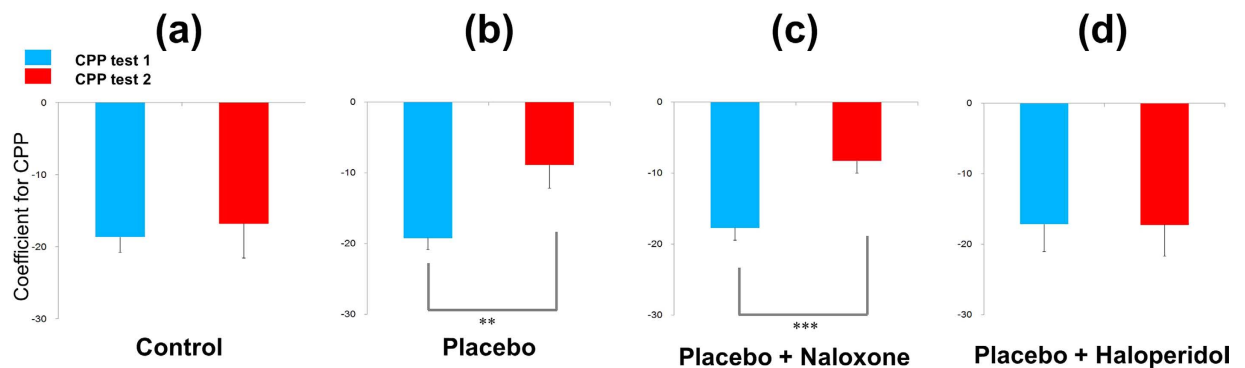 (a)
(b)
(c)
(d)
CPP test 1
CPP test 2
Coefficient for CPP
0
-10
-20
-30
Control
0
-10
-20
-30
**
Placebo
0
-10
-20
-30
***
Placebo + Naloxone
0
-10
-20
-30
Placebo + Haloperidol